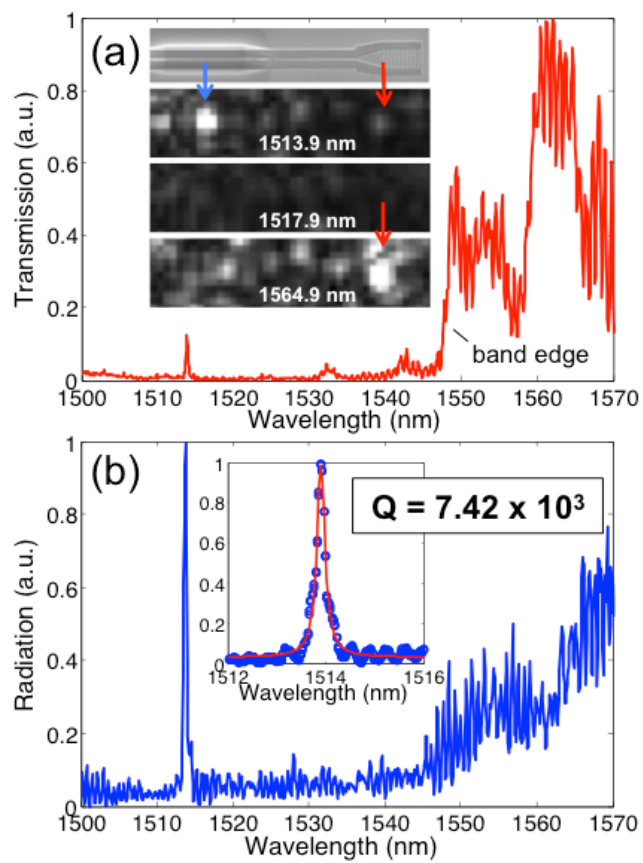 (a)
Transmission (a.u.)
1
0.8
0.6
0.4
0.2
0
1513.9 nm
1517.9 nm
1564.9 nm
band edge
1500 1510 1520 1530 1540 1550 1560 1570
Wavelength (nm)
(b)
Radiation (a.u.)
1
0.8
0.6
0.4
0.2
0
Q = 7.42 x 10³
1
0.8
0.6
0.4
0.2
0
1512 1514 1516
Wavelength (nm)
1500 1510 1520 1530 1540 1550 1560 1570
Wavelength (nm)